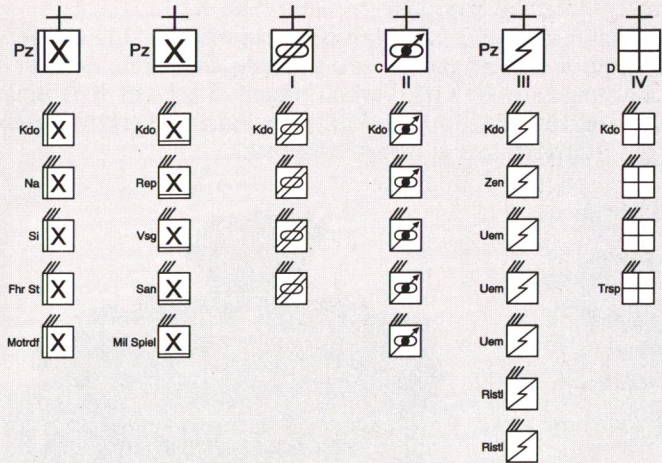 Pz X Pz X Pz
C D
I II III IV
Kdo X Kdo X Kdo Kdo Kdo Kdo
Na X Rep X Zen
Si X Vsg X Uem
Fhr St X San X Uem Trsp
Motrdf X Mil Spiel X Uem
Ristl
Ristl